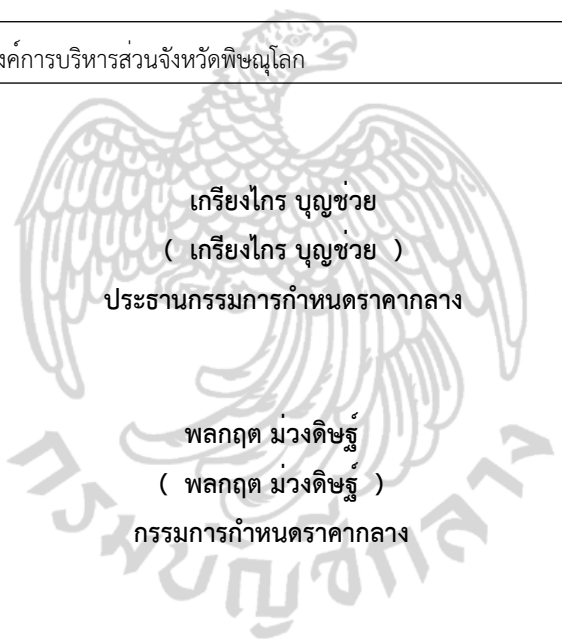 งค์การบริหารส่วนจังหวัดพิษณุโลก
เกรียงไกร บุญช่วย
( เกรียงไกร บุญช่วย )
ประธานกรรมการกำหนดราคากลาง
พลกฤต ม่วงดิษฐ์
( พลกฤต ม่วงดิษฐ์ )
กรรมการกำหนดราคากลาง
กรมบัญชีกลาง